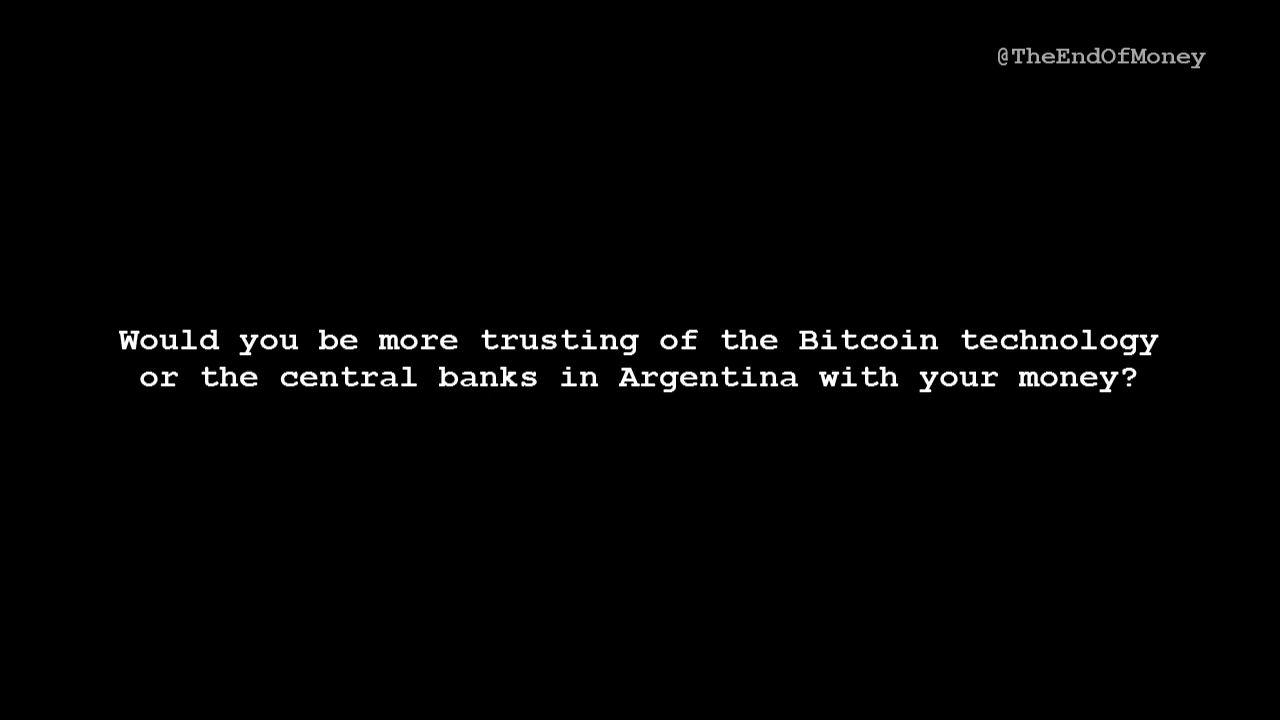 @TheEndOfMoney
Would you be more trusting of the Bitcoin technology
or the central banks in Argentina with your money?